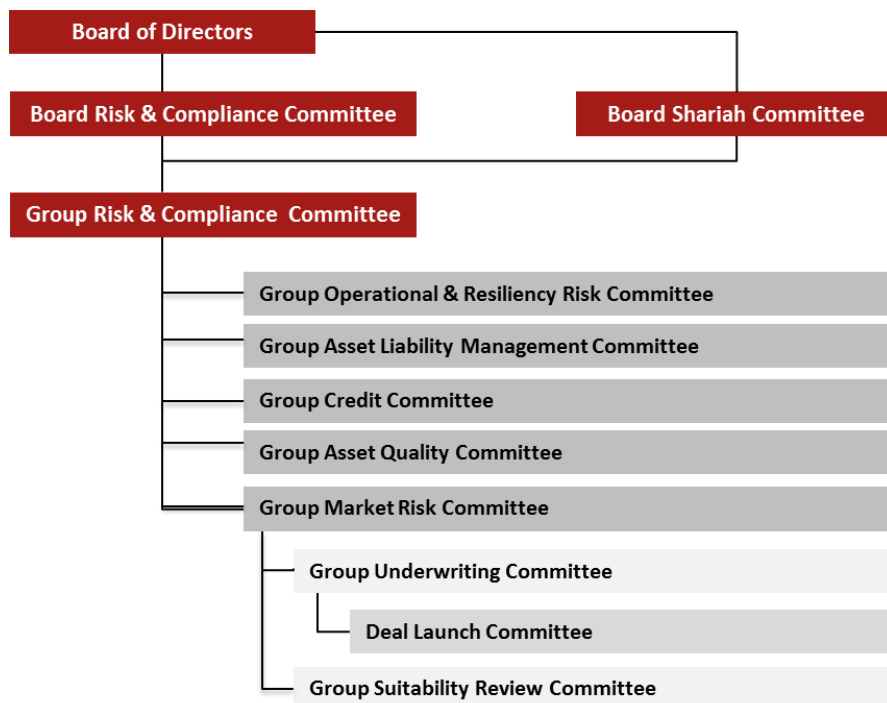 Board of Directors
Board Risk & Compliance Committee
Board Shariah Committee
Group Risk & Compliance Committee
Group Operational & Resiliency Risk Committee
Group Asset Liability Management Committee
Group Credit Committee
Group Asset Quality Committee
Group Market Risk Committee
Group Underwriting Committee
Deal Launch Committee
Group Suitability Review Committee